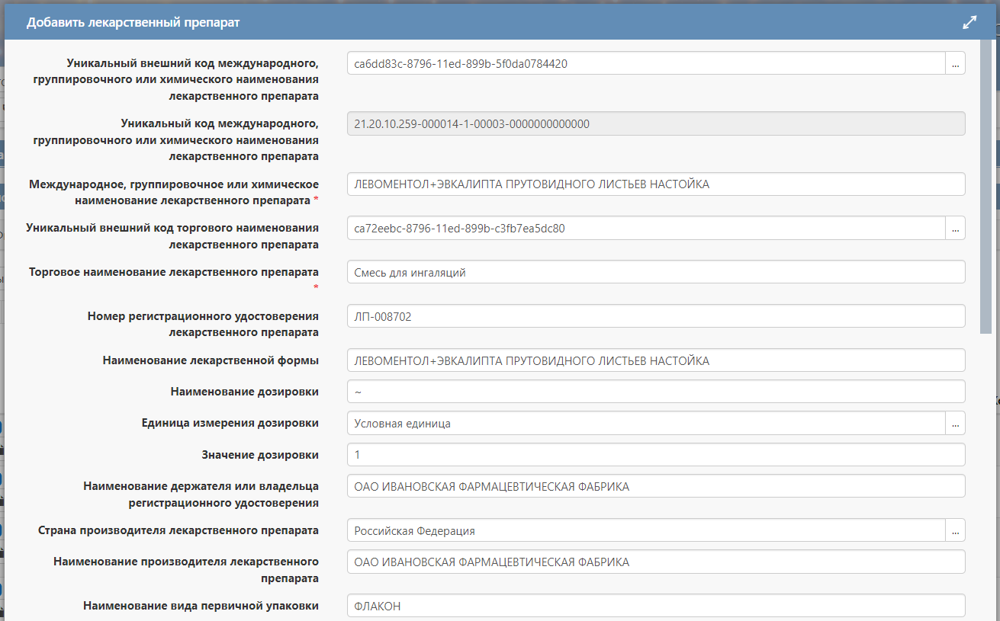 Добавить лекарственный препарат
Уникальный внешний код международного,
группировочного или химического наименования
лекарственного препарата
ca6dd83c-8796-11ed-899b-5f0da0784420
...
Уникальный код международного,
группировочного или химического наименования
лекарственного препарата
21.20.10.259-000014-1-00003-0000000000000
Международное, группировочное или химическое
наименование лекарственного препарата *
ЛЕВОМЕНТОЛ+ЭВКАЛИПТА ПРУТОВИДНОГО ЛИСТЬЕВ НАСТОЙКА
Уникальный внешний код торгового наименования
лекарственного препарата
ca72eebc-8796-11ed-899b-c3fb7ea5dc80
...
Торговое наименование лекарственного препарата
*
Смесь для ингаляций
Номер регистрационного удостоверения
лекарственного препарата
ЛП-008702
Наименование лекарственной формы
ЛЕВОМЕНТОЛ+ЭВКАЛИПТА ПРУТОВИДНОГО ЛИСТЬЕВ НАСТОЙКА
Наименование дозировки
~
Единица измерения дозировки
Условная единица
...
Значение дозировки
1
Наименование держателя или владельца
регистрационного удостоверения
ОАО ИВАНОВСКАЯ ФАРМАЦЕВТИЧЕСКАЯ ФАБРИКА
Страна производителя лекарственного препарата
Российская Федерация
...
Наименование производителя лекарственного
препарата
ОАО ИВАНОВСКАЯ ФАРМАЦЕВТИЧЕСКАЯ ФАБРИКА
Наименование вида первичной упаковки
ФЛАКОН